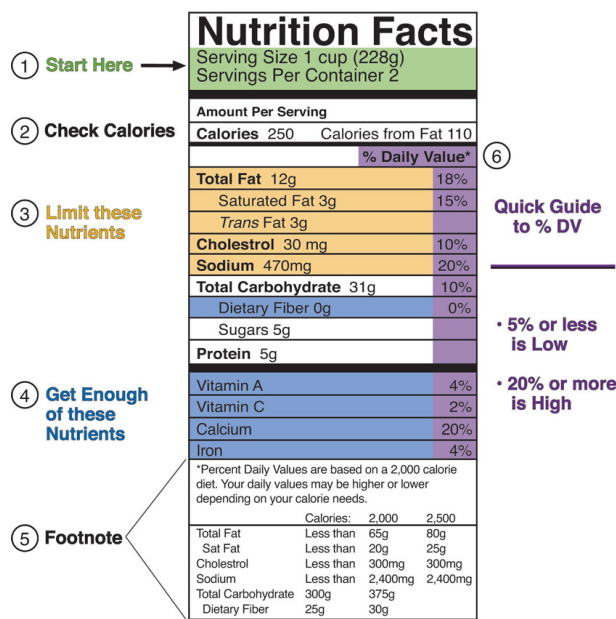 Nutrition Facts
1 Start Here
Serving Size 1 cup (228g)
Servings Per Container 2
Amount Per Serving
2 Check Calories
Calories 250 Calories from Fat 110
% Daily Value* 6
Total Fat 12g 18%
Saturated Fat 3g 15%
3 Limit these
Nutrients
Trans Fat 3g
Quick Guide
to % DV
Cholestrol 30 mg 10%
Sodium 470mg 20%
Total Carbohydrate 31g 10%
Dietary Fiber 0g 0%
Sugars 5g
• 5% or less
is Low
Protein 5g
Vitamin A 4%
• 20% or more
is High
4 Get Enough
of these
Nutrients
Vitamin C 2%
Calcium 20%
Iron 4%
*Percent Daily Values are based on a 2,000 calorie
diet. Your daily values may be higher or lower
depending on your calorie needs.
5 Footnote
Calories: 2,000 2,500
Total Fat Less than 65g 80g
Sat Fat Less than 20g 25g
Cholestrol Less than 300mg 300mg
Sodium Less than 2,400mg 2,400mg
Total Carbohydrate 300g 375g
Dietary Fiber 25g 30g